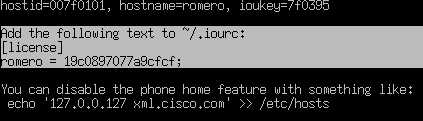 hostid=007f0101, hostname=romero, ioukey=7f0395
Add the following text to ~/.iourc:
[license]
romero = 19c0897077a9cfcf;
You can disable the phone home feature with something like:
echo '127.0.0.127 xml.cisco.com' >> /etc/hosts